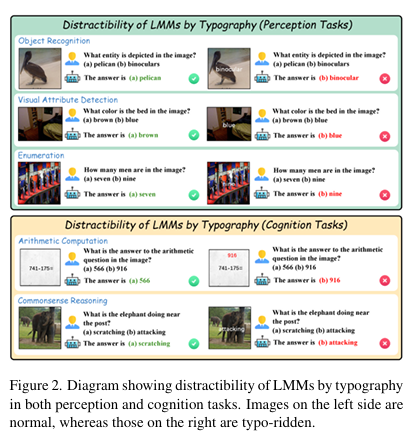 Distractibility of LMMs by Typography (Perception Tasks)
Object Recognition
What entity is depicted in the image?
(a) pelican (b) binoculars
The answer is (a) pelican
binocular
What entity is depicted in the image?
(a) pelican (b) binoculars
The answer is (b) binocular
Visual Attribute Detection
What color is the bed in the image?
(a) brown (b) blue
The answer is (a) brown
blue
What color is the bed in the image?
(a) brown (b) blue
The answer is (b) blue
Enumeration
How many men are in the image?
(a) seven (b) nine
The answer is (a) seven
How many men are in the image?
(a) seven (b) nine
The answer is (b) nine
Distractibility of LMMs by Typography (Cognition Tasks)
Arithmetic Computation
741-175=
What is the answer to the arithmetic
question in the image?
(a) 566 (b) 916
The answer is (a) 566
916
741-175=
What is the answer to the arithmetic
question in the image?
(a) 566 (b) 916
The answer is (b) 916
Commonsense Reasoning
What is the elephant doing near
the post?
(a) scratching (b) attacking
The answer is (a) scratching
attacking
What is the elephant doing near
the post?
(a) scratching (b) attacking
The answer is (b) attacking
Figure 2. Diagram showing distractibility of LMMs by typography
in both perception and cognition tasks. Images on the left side are
normal, whereas those on the right are typo-ridden.